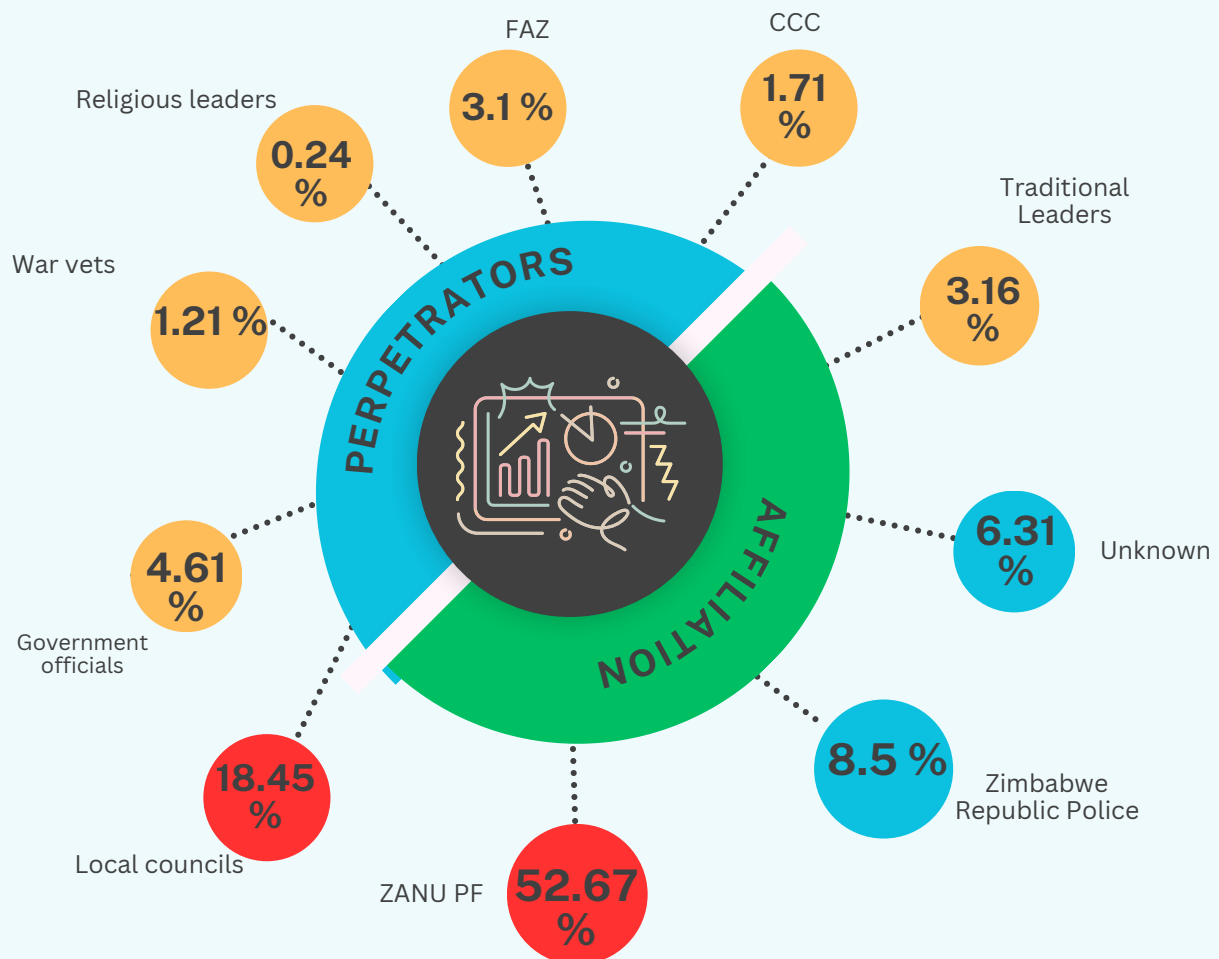 FAZ
3.1 %
CCC
1.71
%
Religious leaders
0.24
%
Traditional
Leaders
3.16
%
War vets
1.21 %
PERPETRATORS
AFFILIATION
6.31
%
Unknown
4.61
%
Government
officials
8.5 %
Zimbabwe
Republic Police
18.45
%
Local councils
ZANU PF
52.67
%